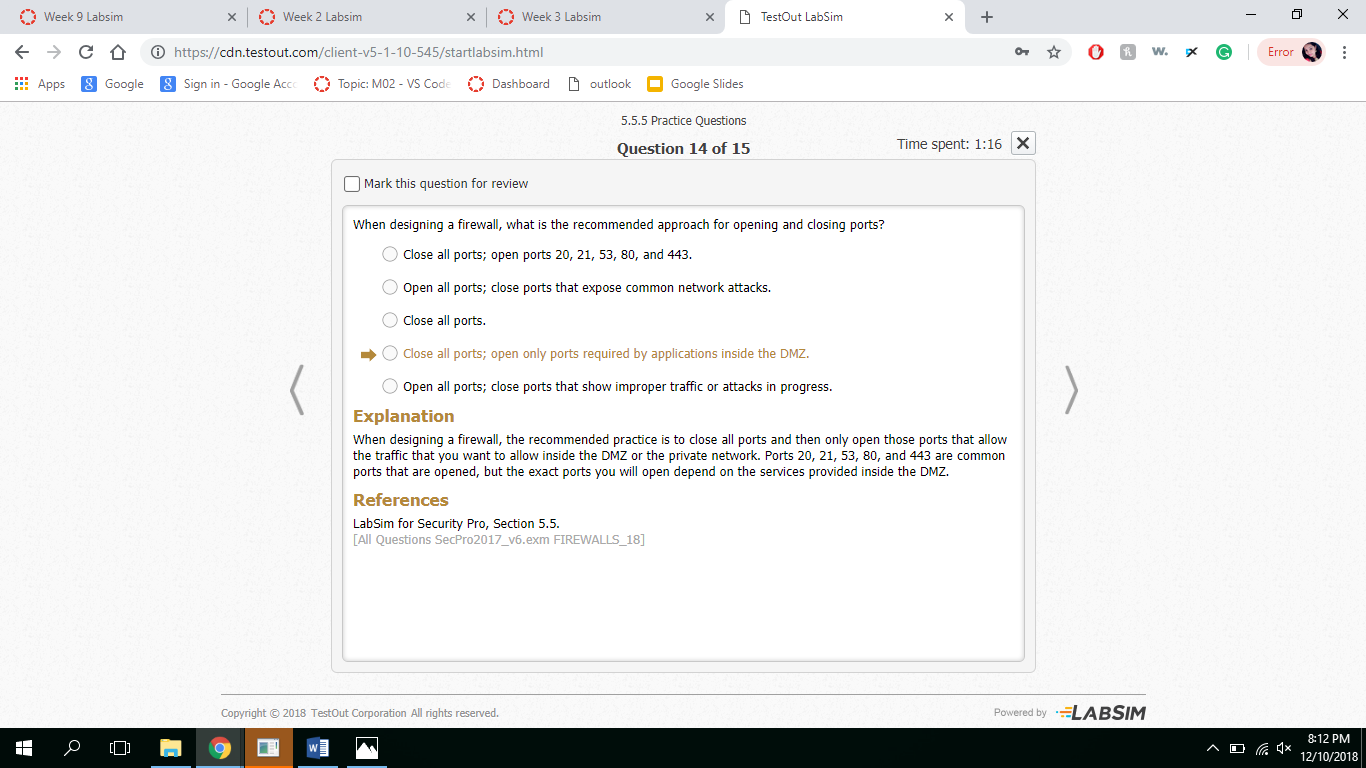 Week 9 Labsim
Week 2 Labsim
Week 3 Labsim
TestOut LabSim
https://cdn.testout.com/client-v5-1-10-545/startlabsim.html
Error
Apps
Google
Sign in - Google Acco
Topic: M02 - VS Code
Dashboard
outlook
Google Slides
5.5.5 Practice Questions
Question 14 of 15
Time spent: 1:16
Mark this question for review
When designing a firewall, what is the recommended approach for opening and closing ports?
Close all ports; open ports 20, 21, 53, 80, and 443.
Open all ports; close ports that expose common network attacks.
Close all ports.
Close all ports; open only ports required by applications inside the DMZ.
Open all ports; close ports that show improper traffic or attacks in progress.
Explanation
When designing a firewall, the recommended practice is to close all ports and then only open those ports that allow
the traffic that you want to allow inside the DMZ or the private network. Ports 20, 21, 53, 80, and 443 are common
ports that are opened, but the exact ports you will open depend on the services provided inside the DMZ.
References
LabSim for Security Pro, Section 5.5.
[All Questions SecPro2017_v6.exm FIREWALLS_18]
Copyright © 2018 TestOut Corporation All rights reserved.
Powered by LABSIM
8:12 PM
12/10/2018